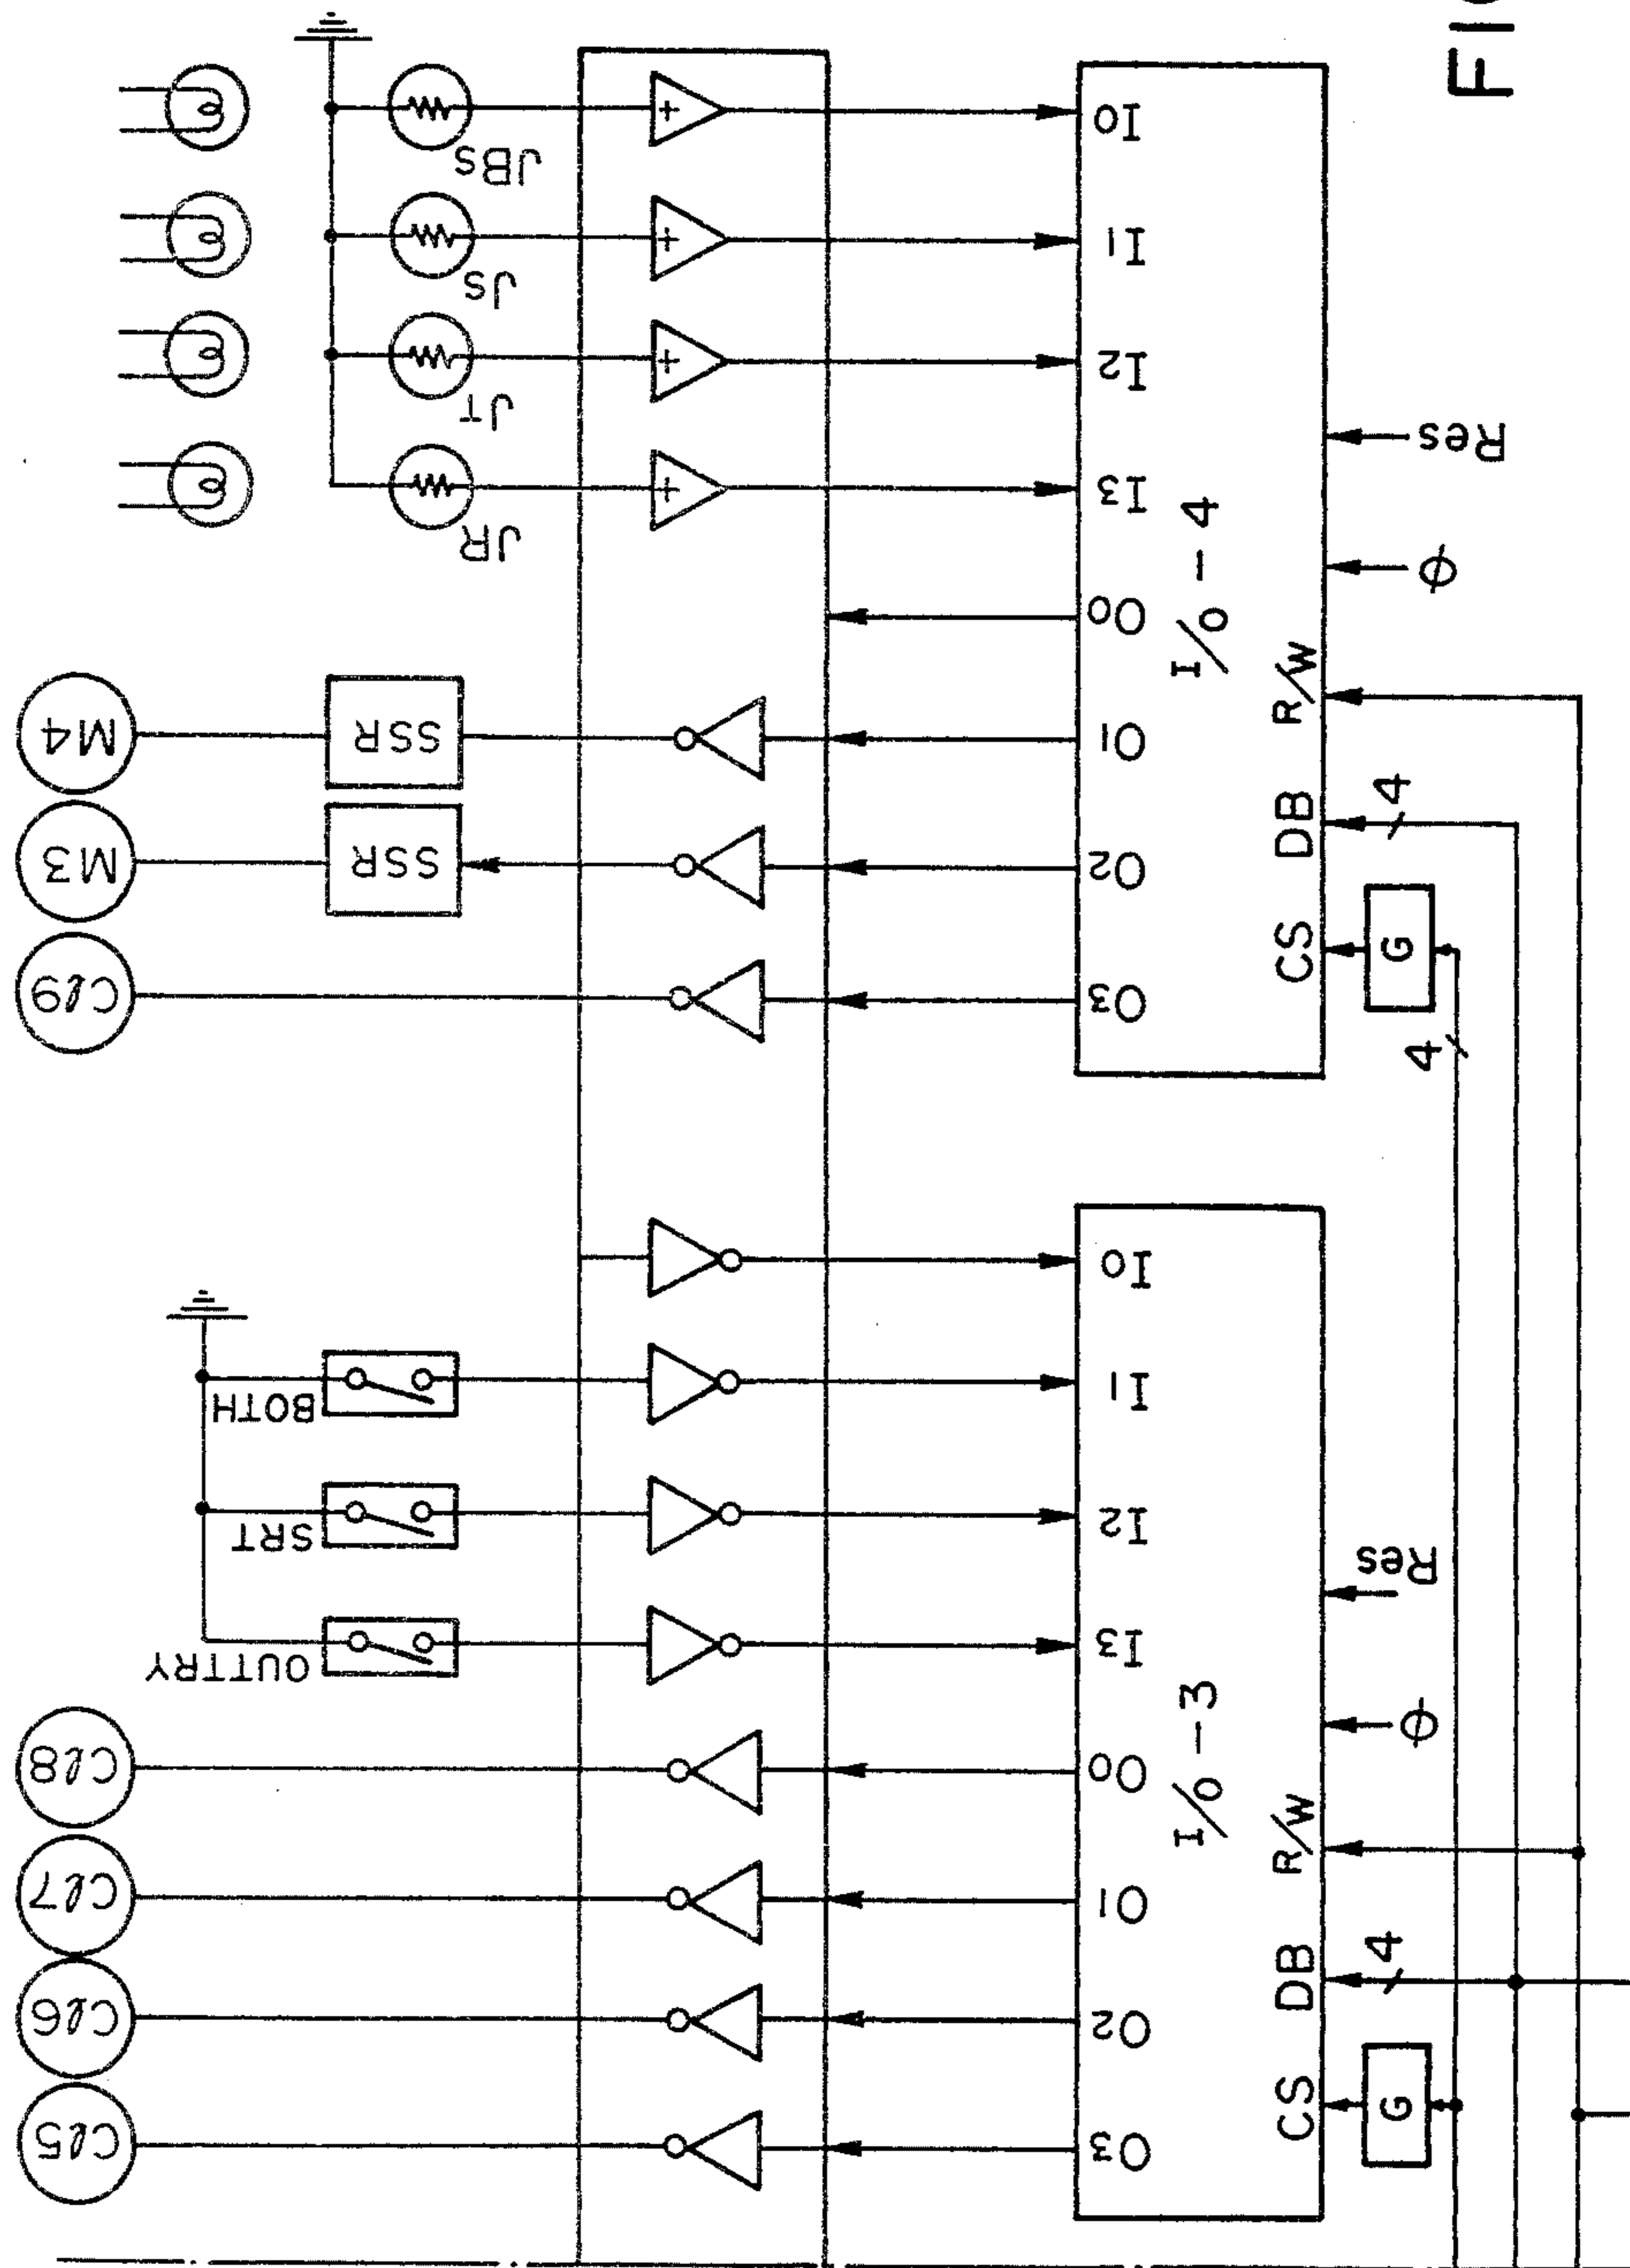 FIG
JBS
JS
JT
JR
M4
SSR
M3
SSR
Cl9
I0
I1
I2
I3
O0
O1
O2
O3
I/O-4
Res
φ
R/W
DB
4
CS
G
4
BOTH
SRT
OUTTRY
Cl8
Cl7
Cl6
Cl5
I0
I1
I2
I3
O0
O1
O2
O3
I/O-3
Res
φ
R/W
DB
4
CS
G